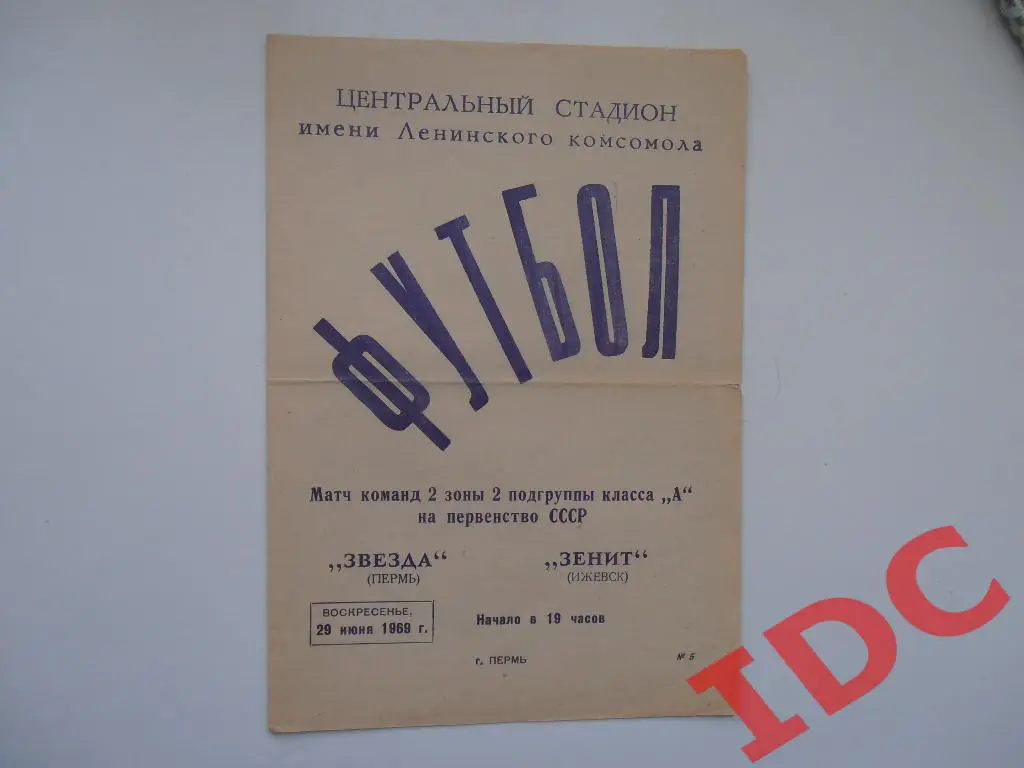 ЦЕНТРАЛЬНЫЙ СТАДИОН
имени Ленинского комсомола
ФУТБОЛ
Матч команд 2 зоны 2 подгруппы класса „А“
на первенство СССР
„ЗВЕЗДА“ „ЗЕНИТ“
(ПЕРМЬ) (ИЖЕВСК)
ВОСКРЕСЕНЬЕ,
29 июня 1969 г.
Начало в 19 часов
г. ПЕРМЬ № 5
IDC